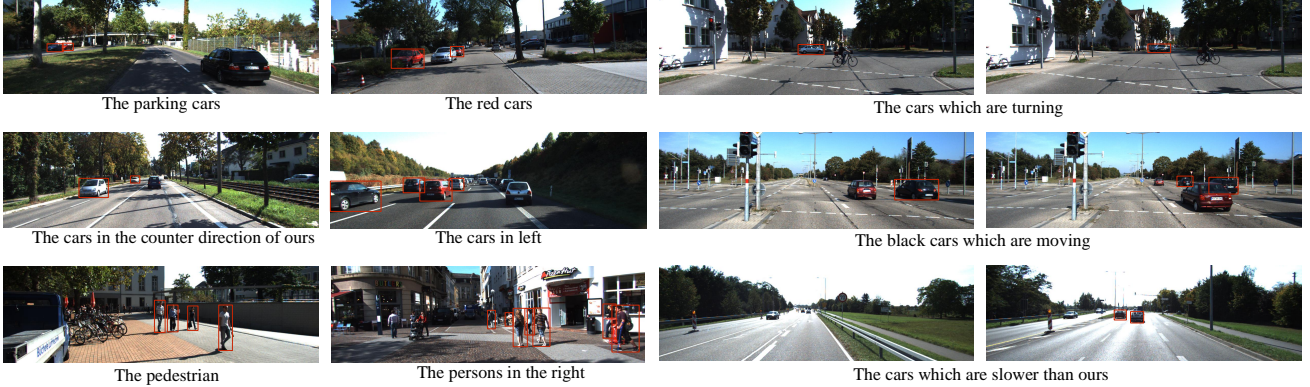 The parking cars
The red cars
The cars which are turning
The cars in the counter direction of ours
The cars in left
The black cars which are moving
The pedestrian
The persons in the right
The cars which are slower than ours